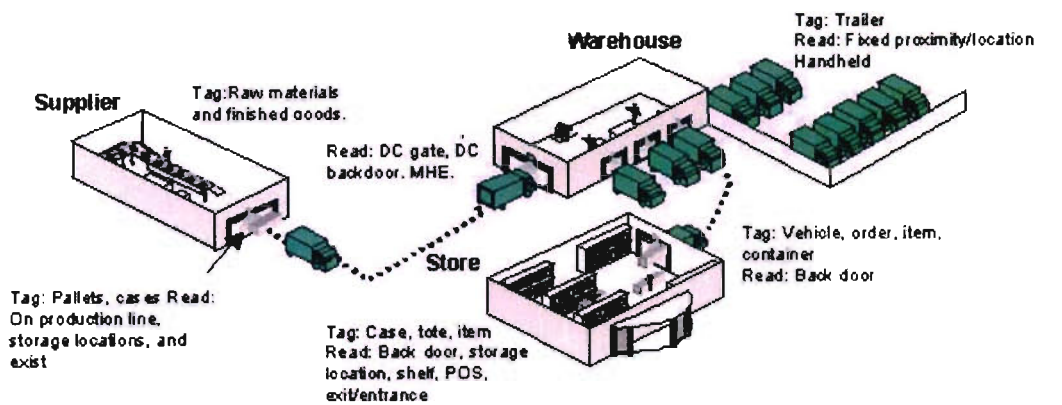 Warehouse
Tag: Trailer
Read: Fixed proximity/location
Handheld
Supplier
Tag:Raw materials
and finished goods.
Read: DC gate, DC
backdoor. MHE.
Store
Tag: Vehicle, order, item,
container
Read: Back door
Tag: Pallets, cases Read:
On production line,
storage locations, and
exist
Tag: Case, tote, item
Read: Back door, storage
location, shelf, POS,
exit/entrance